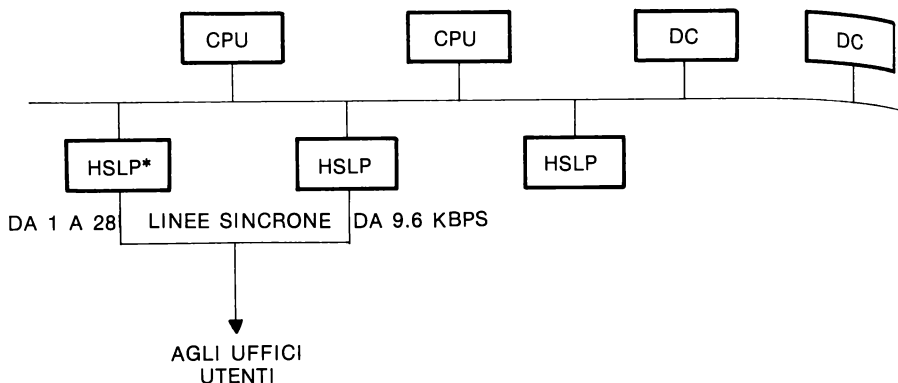 CPU
CPU
DC
DC
HSLP*
HSLP
HSLP
DA 1 A 28 LINEE SINCRONE DA 9.6 KBPS
AGLI UFFICI
UTENTI